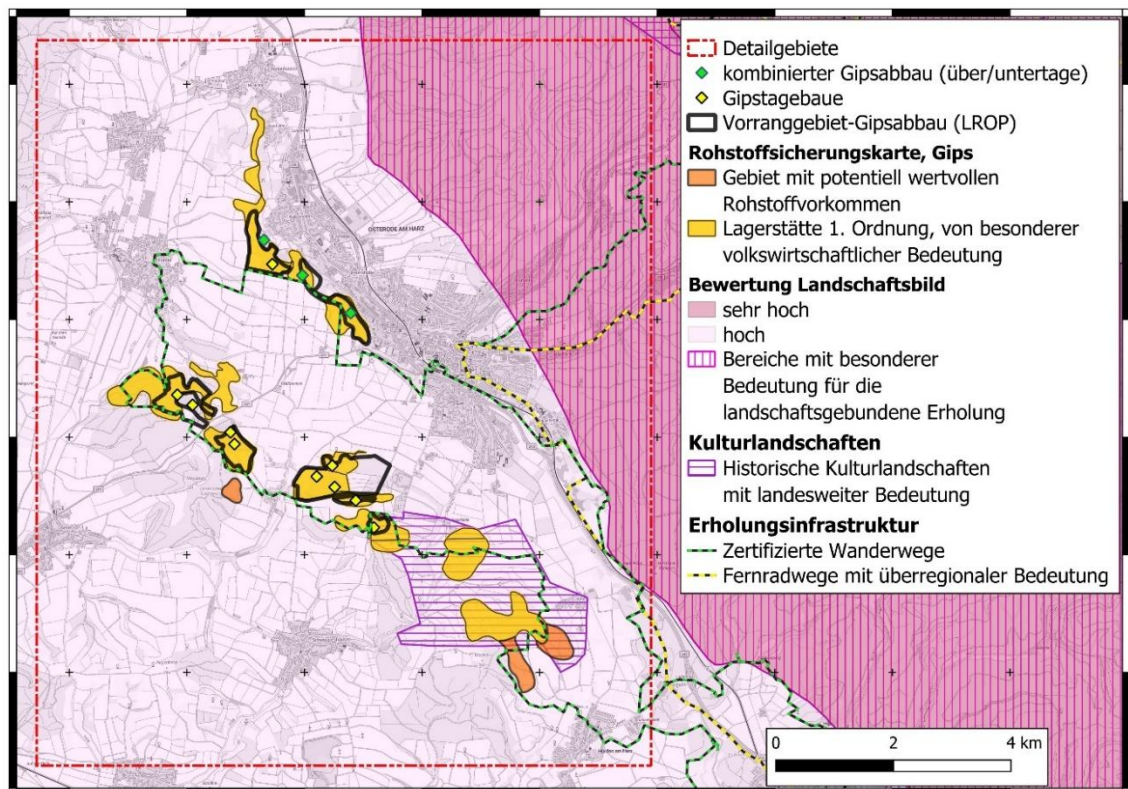 Detailgebiete
kombinierter Gipsabbau (über/untertage)
Gipstagebaue
Vorranggebiet-Gipsabbau (LROP)
Rohstoffsicherungskarte, Gips
Gebiet mit potentiell wertvollen
Rohstoffvorkommen
Lagerstätte 1. Ordnung, von besonderer
volkswirtschaftlicher Bedeutung
Bewertung Landschaftsbild
sehr hoch
hoch
Bereiche mit besonderer
Bedeutung für die
landschaftsgebundene Erholung
Kulturlandschaften
Historische Kulturlandschaften
mit landesweiter Bedeutung
Erholungsinfrastruktur
Zertifizierte Wanderwege
Fernradwege mit überregionaler Bedeutung
OSTERODE AM HARZ
0 2 4 km